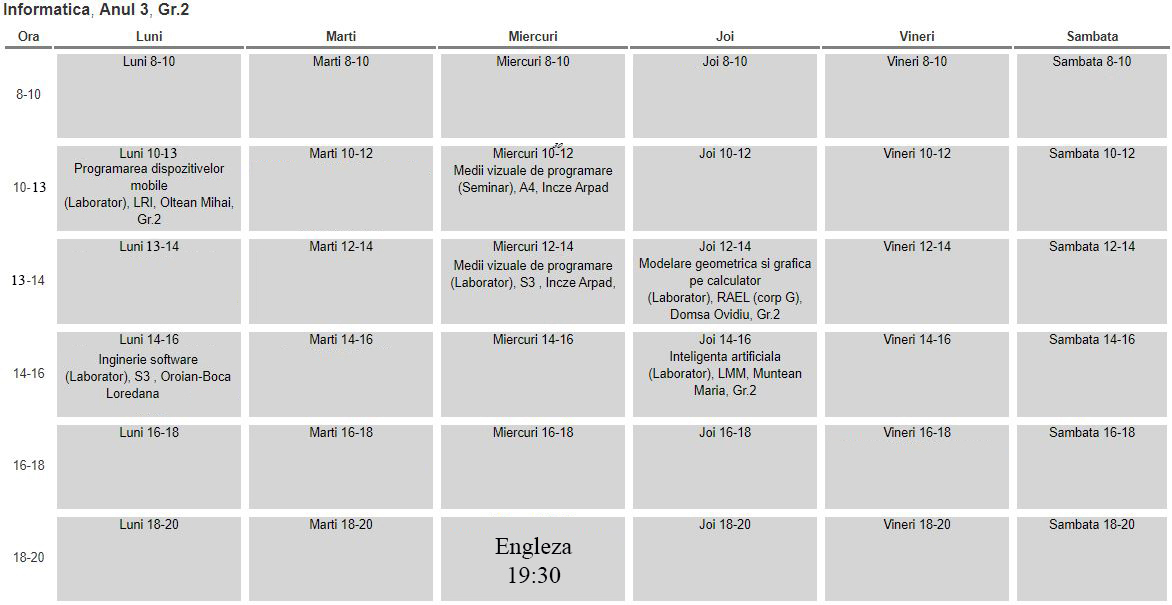 Informatica, Anul 3, Gr.2
Ora Luni Marti Miercuri Joi Vineri Sambata
8-10
Luni 8-10
Marti 8-10
Miercuri 8-10
Joi 8-10
Vineri 8-10
Sambata 8-10
10-13
Luni 10-13
Programarea dispozitivelor
mobile
(Laborator), LRI, Oltean Mihai,
Gr.2
Marti 10-12
Miercuri 10-12
Medii vizuale de programare
(Seminar), A4, Incze Arpad
Joi 10-12
Vineri 10-12
Sambata 10-12
13-14
Luni 13-14
Marti 12-14
Miercuri 12-14
Medii vizuale de programare
(Laborator), S3 , Incze Arpad,
Joi 12-14
Modelare geometrica si grafica
pe calculator
(Laborator), RAEL (corp G),
Domsa Ovidiu, Gr.2
Vineri 12-14
Sambata 12-14
14-16
Luni 14-16
Inginerie software
(Laborator), S3 , Oroian-Boca
Loredana
Marti 14-16
Miercuri 14-16
Joi 14-16
Inteligenta artificiala
(Laborator), LMM, Muntean
Maria, Gr.2
Vineri 14-16
Sambata 14-16
16-18
Luni 16-18
Marti 16-18
Miercuri 16-18
Joi 16-18
Vineri 16-18
Sambata 16-18
18-20
Luni 18-20
Marti 18-20
Engleza
19:30
Joi 18-20
Vineri 18-20
Sambata 18-20